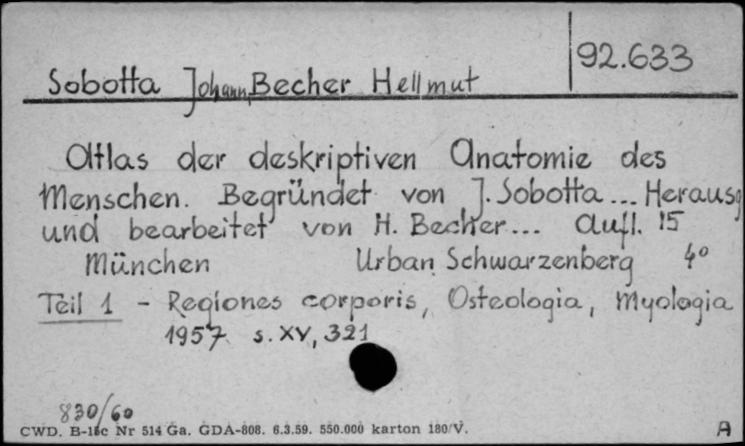 92.633
Sobotta Johann, Becher Hellmut
Atlas der deskriptiven Anatomie des
Menschen. Begründet von J. Sobotta ... Herausg
und bearbeitet von H. Becher ... Aufl. 15
München Urban Schwarzenberg 4°
Teil 1 - Regiones corporis, Osteologia, Myologia
1957 s. XV, 321
830/60
CWD. B-18c Nr 514 Ga. GDA-808. 6.3.59. 550.000 karton 180/V.
A